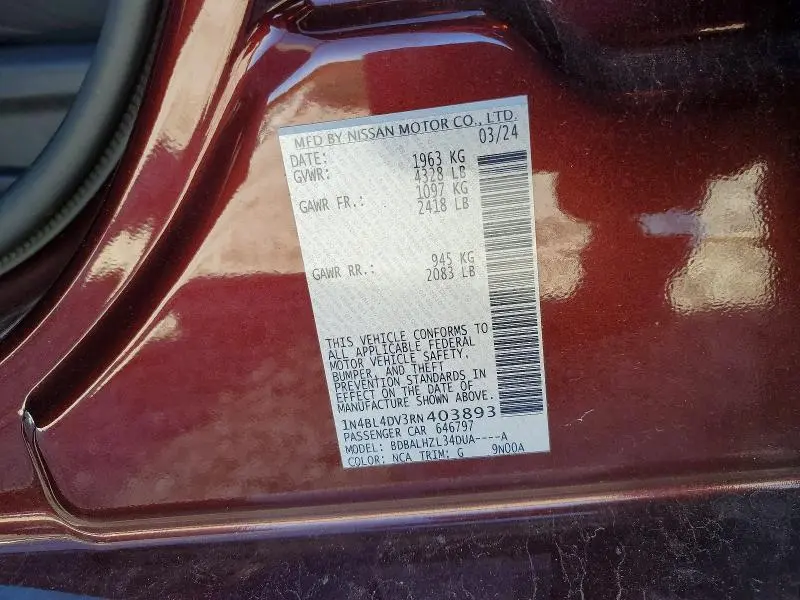 MFD BY NISSAN MOTOR CO., LTD.
DATE: 03/24
GVWR: 1963 KG
4328 LB
GAWR FR.: 1097 KG
2418 LB
GAWR RR.: 945 KG
2083 LB
THIS VEHICLE CONFORMS TO
ALL APPLICABLE FEDERAL
MOTOR VEHICLE SAFETY,
BUMPER, AND THEFT
PREVENTION STANDARDS IN
EFFECT ON THE DATE OF
MANUFACTURE SHOWN ABOVE.
1N4BL4DV3RN403893
PASSENGER CAR 646797
MODEL: BDBALHZL34DUA----A
COLOR: NCA TRIM: G 9N00A